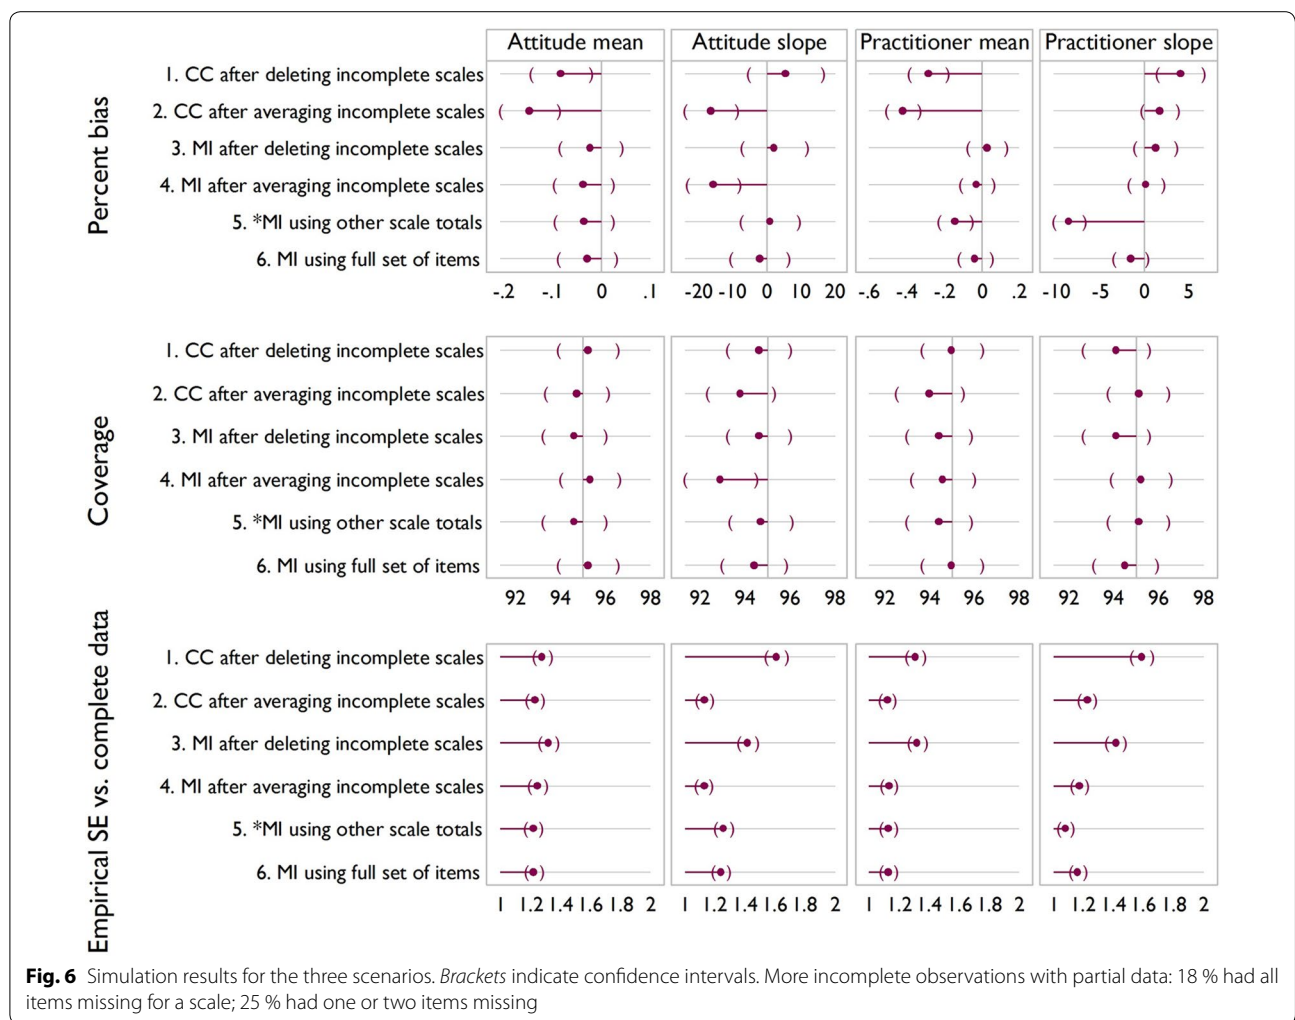 Attitude mean Attitude slope Practitioner mean Practitioner slope
Percent bias
1. CC after deleting incomplete scales
2. CC after averaging incomplete scales
3. MI after deleting incomplete scales
4. MI after averaging incomplete scales
5. *MI using other scale totals
6. MI using full set of items
-.2 -.1 0 .1 -20 -10 0 10 20 -.6 -.4 -.2 0 .2 -10 -5 0 5
Coverage
1. CC after deleting incomplete scales
2. CC after averaging incomplete scales
3. MI after deleting incomplete scales
4. MI after averaging incomplete scales
5. *MI using other scale totals
6. MI using full set of items
92 94 96 98 92 94 96 98 92 94 96 98 92 94 96 98
Empirical SE vs. complete data
1. CC after deleting incomplete scales
2. CC after averaging incomplete scales
3. MI after deleting incomplete scales
4. MI after averaging incomplete scales
5. *MI using other scale totals
6. MI using full set of items
1 1.2 1.4 1.6 1.8 2 1 1.2 1.4 1.6 1.8 2 1 1.2 1.4 1.6 1.8 2 1 1.2 1.4 1.6 1.8 2
Fig. 6 Simulation results for the three scenarios. Brackets indicate confidence intervals. More incomplete observations with partial data: 18 % had all
items missing for a scale; 25 % had one or two items missing